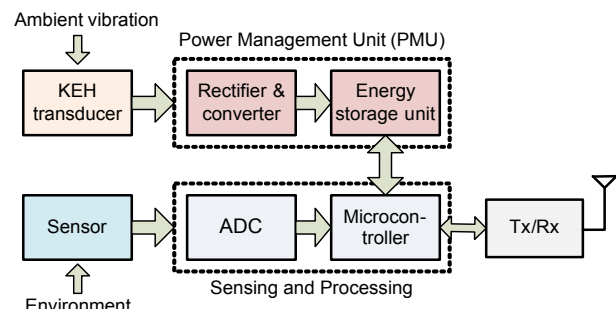 Ambient vibration
Power Management Unit (PMU)
KEH
transducer
Rectifier &
converter
Energy
storage unit
Sensor
ADC
Microcon-
troller
Tx/Rx
Sensing and Processing
Environment